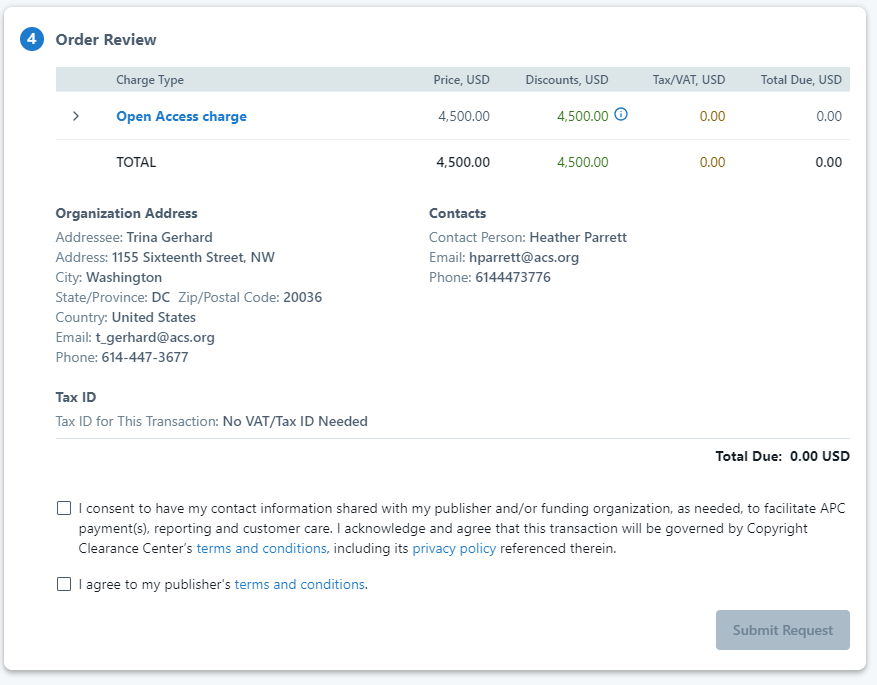 4 Order Review
Charge Type Price, USD Discounts, USD Tax/VAT, USD Total Due, USD
Open Access charge 4,500.00 4,500.00 0.00 0.00
TOTAL 4,500.00 4,500.00 0.00 0.00
Organization Address Contacts
Addressee: Trina Gerhard Contact Person: Heather Parrett
Address: 1155 Sixteenth Street, NW Email: hparrett@acs.org
City: Washington Phone: 6144473776
State/Province: DC Zip/Postal Code: 20036
Country: United States
Email: t_gerhard@acs.org
Phone: 614-447-3677
Tax ID
Tax ID for This Transaction: No VAT/Tax ID Needed
Total Due: 0.00 USD
I consent to have my contact information shared with my publisher and/or funding organization, as needed, to facilitate APC
payment(s), reporting and customer care. I acknowledge and agree that this transaction will be governed by Copyright
Clearance Center's terms and conditions, including its privacy policy referenced therein.
I agree to my publisher's terms and conditions.
Submit Request